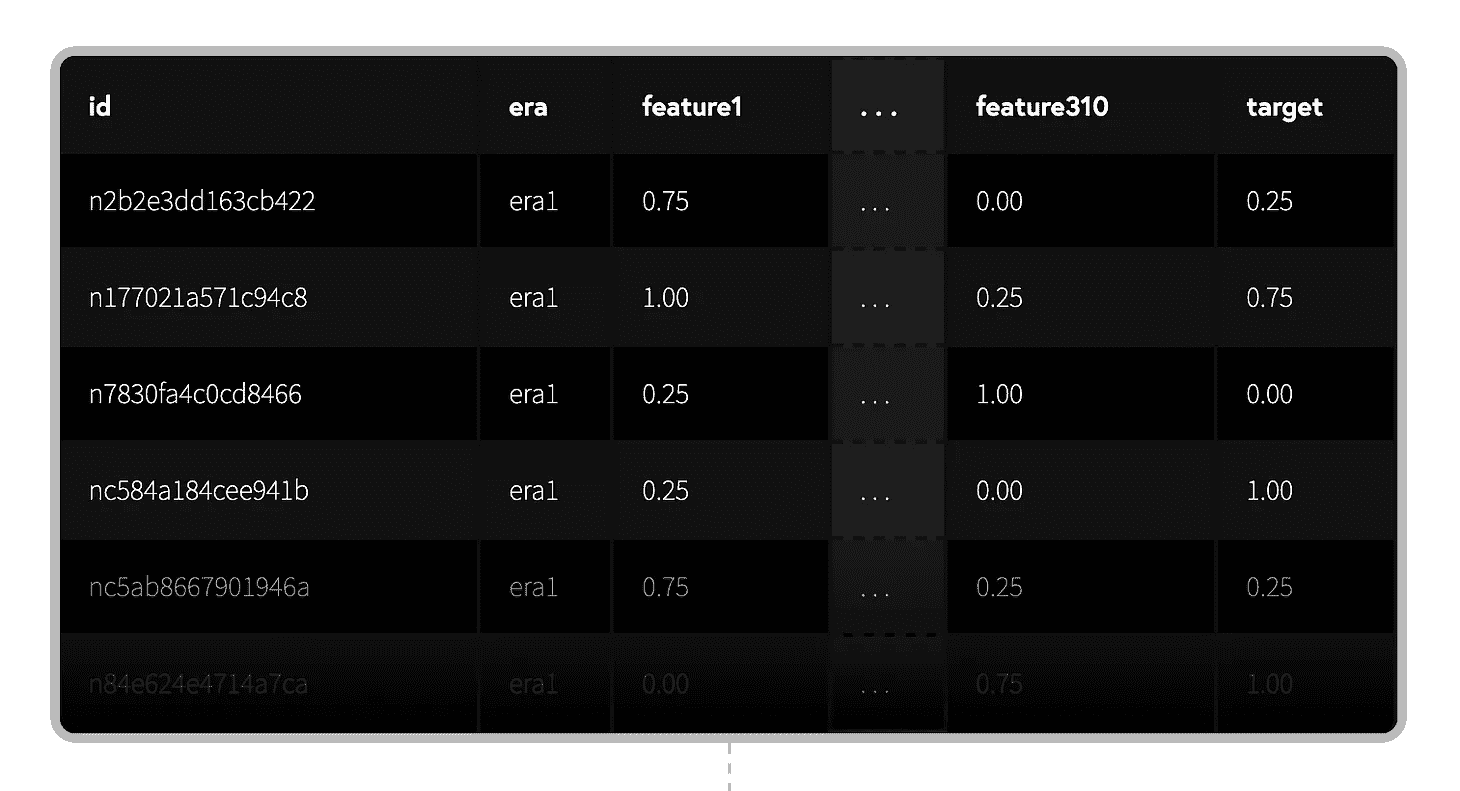 id era feature1 ... feature310 target
n2b2e3dd163cb422 era1 0.75 ... 0.00 0.25
n177021a571c94c8 era1 1.00 ... 0.25 0.75
n7830fa4c0cd8466 era1 0.25 ... 1.00 0.00
nc584a184cee941b era1 0.25 ... 0.00 1.00
nc5ab8667901946a era1 0.75 ... 0.25 0.25
n84e624e4714a7ca era1 0.00 ... 0.75 1.00